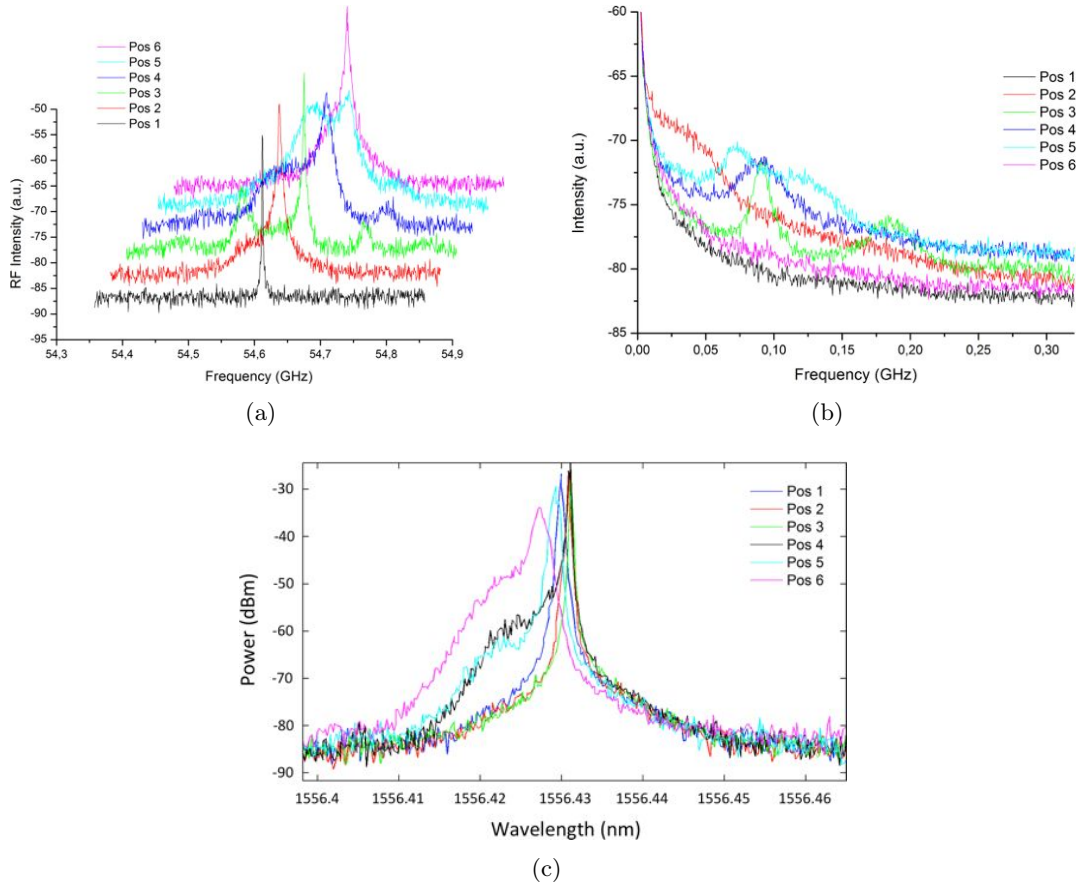 Pos 6
Pos 5
Pos 4
Pos 3
Pos 2
Pos 1
-50
-55
-60
-65
-70
-75
-80
-85
-90
-95
RF Intensity (a.u.)
54,3 54,4 54,5 54,6 54,7 54,8 54,9
Frequency (GHz)
(a)
-60
-65
-70
-75
-80
-85
Intensity (a.u.)
Pos 1
Pos 2
Pos 3
Pos 4
Pos 5
Pos 6
0,00 0,05 0,10 0,15 0,20 0,25 0,30
Frequency (GHz)
(b)
-30
-40
-50
-60
-70
-80
-90
Power (dBm)
Pos 1
Pos 2
Pos 3
Pos 4
Pos 5
Pos 6
1556.4 1556.41 1556.42 1556.43 1556.44 1556.45 1556.46
Wavelength (nm)
(c)